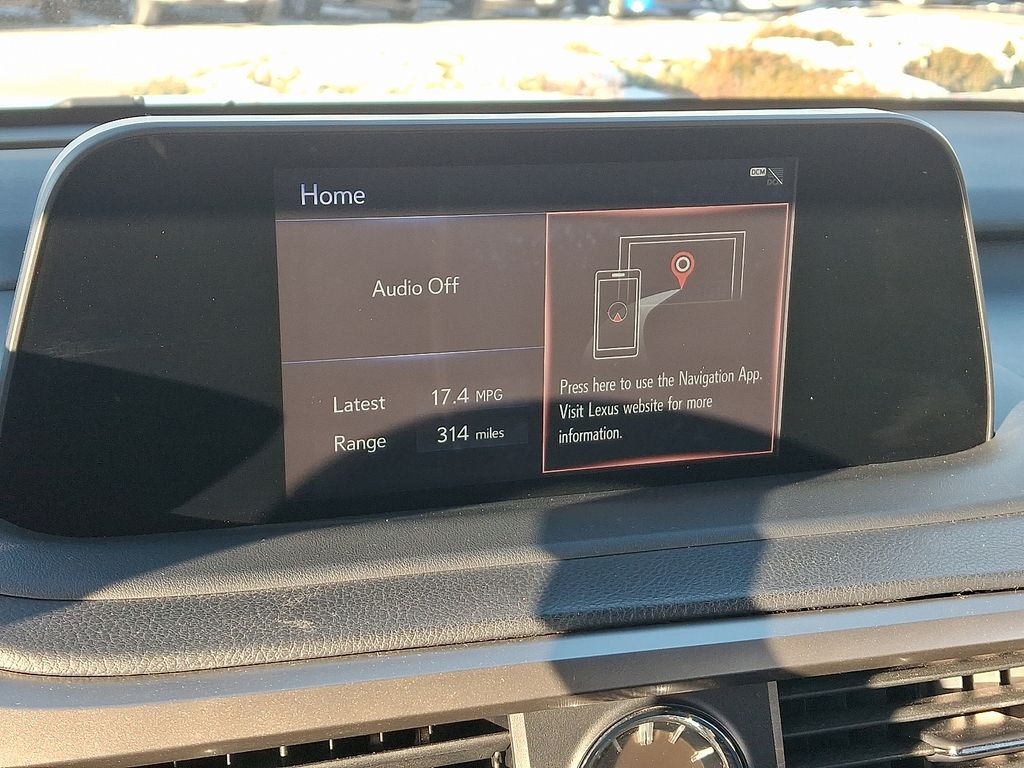 Home
DCM
Audio Off
Latest 17.4 MPG
Range 314 miles
Press here to use the Navigation App.
Visit Lexus website for more
information.